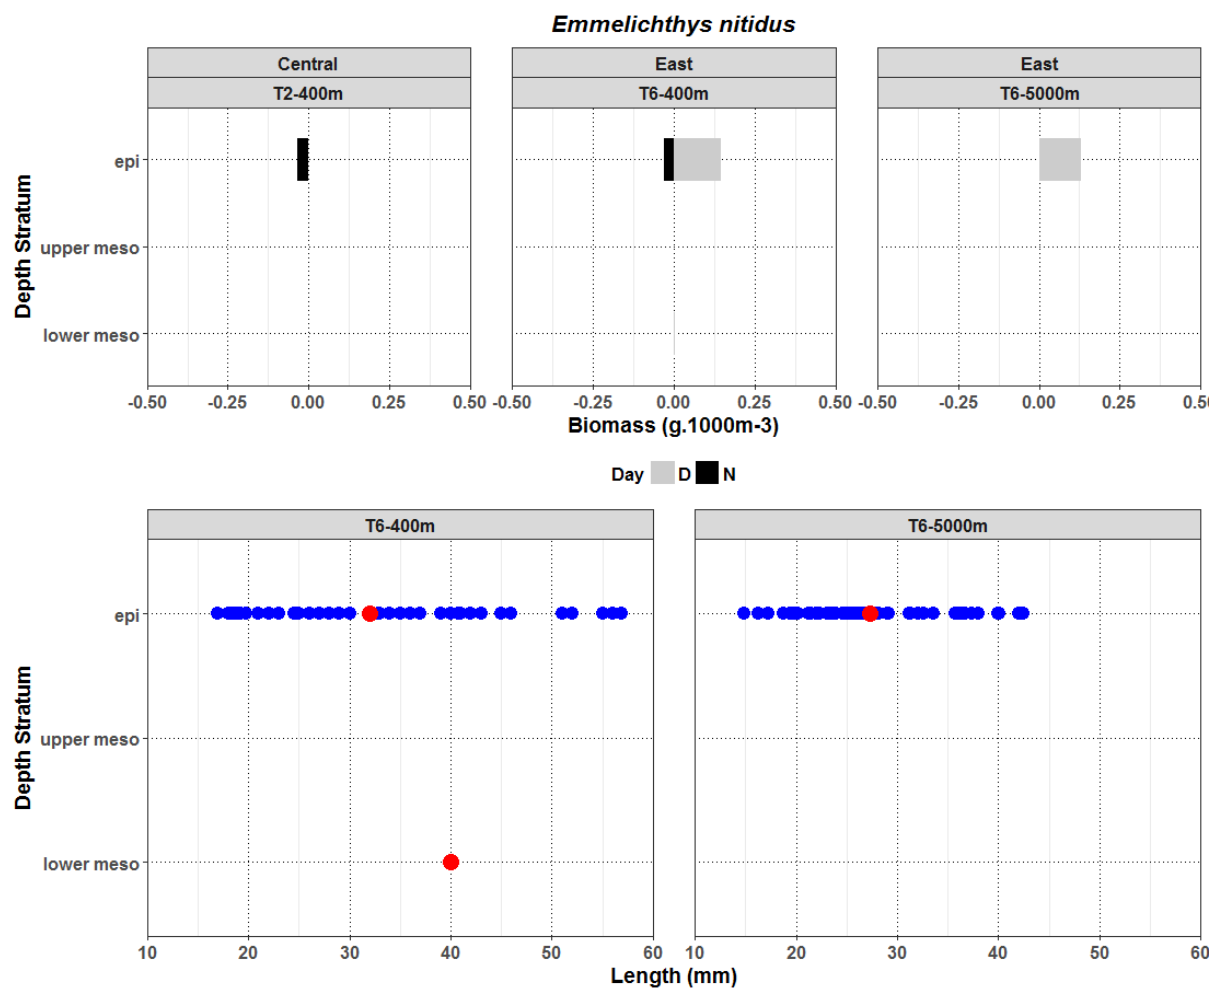 Emmelichthys nitidus
Central East East
T2-400m T6-400m T6-5000m
epi
upper meso
lower meso
Depth Stratum
-0.50 -0.25 0.00 0.25 0.50 -0.50 -0.25 0.00 0.25 0.50 -0.50 -0.25 0.00 0.25 0.50
Biomass (g.1000m-3)
Day D N
T6-400m T6-5000m
epi
upper meso
lower meso
Depth Stratum
10 20 30 40 50 60 10 20 30 40 50 60
Length (mm)